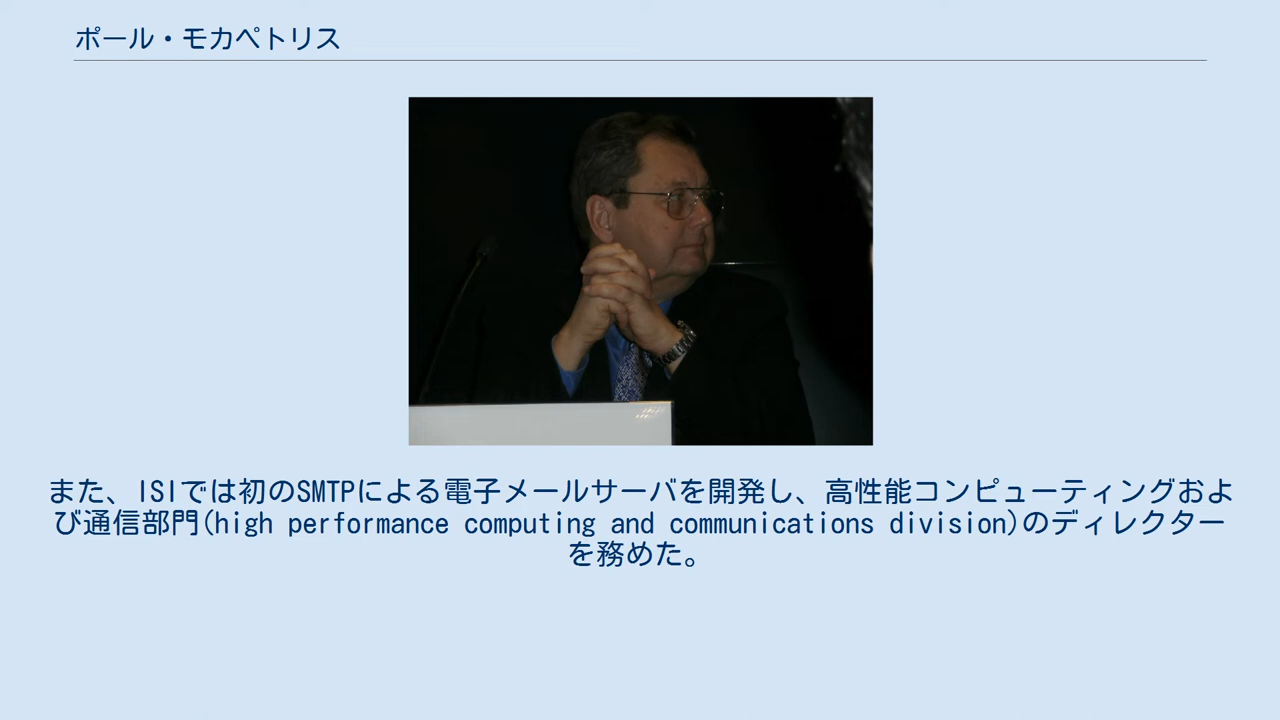 ポール・モカペトリス
また、ISIでは初のSMTPによる電子メールサーバを開発し、高性能コンピューティングおよ
び通信部門(high performance computing and communications division)のディレクター
を務めた。